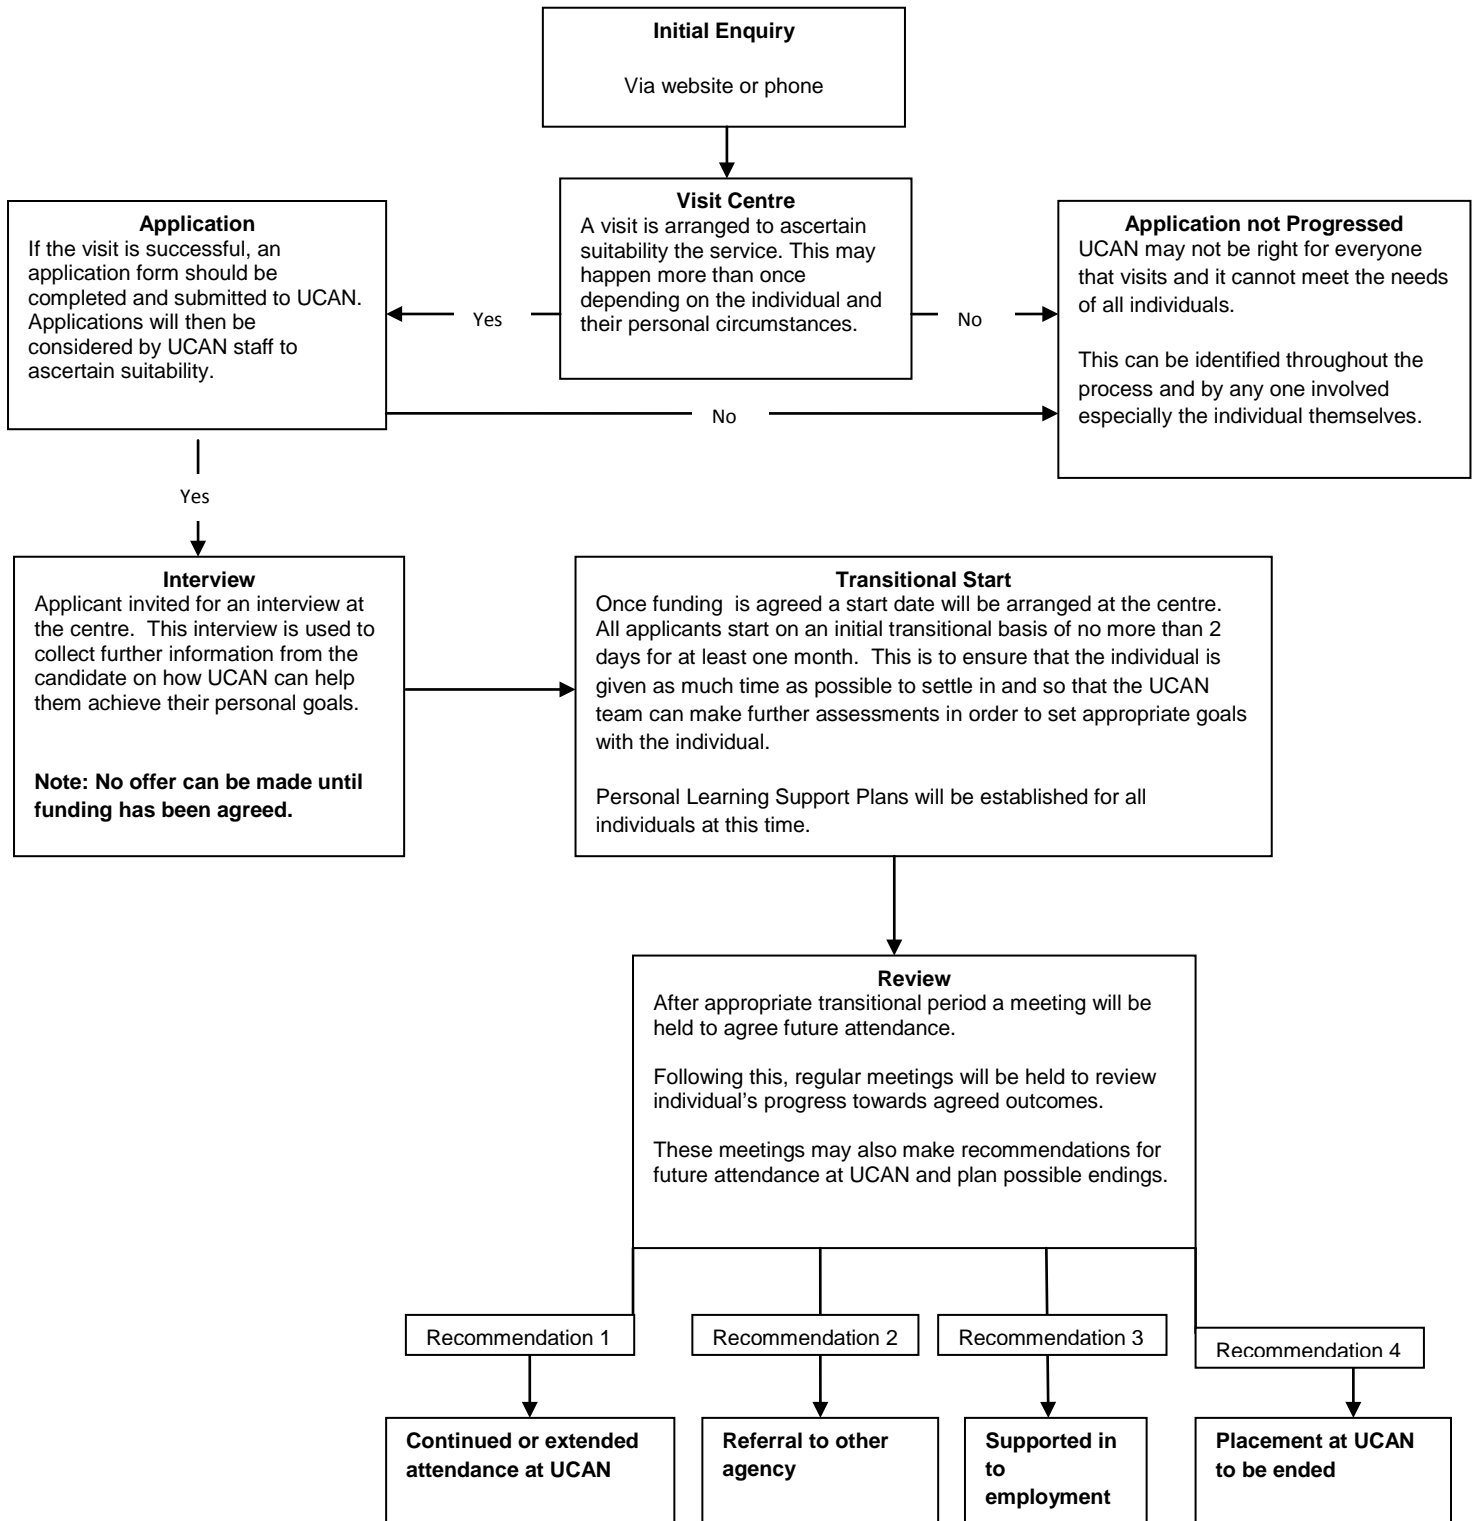 Initial Enquiry
Via website or phone
Visit Centre
A visit is arranged to ascertain
suitability the service. This may
happen more than once
depending on the individual and
their personal circumstances.
Yes
No
Application
If the visit is successful, an
application form should be
completed and submitted to UCAN.
Applications will then be
considered by UCAN staff to
ascertain suitability.
Application not Progressed
UCAN may not be right for everyone
that visits and it cannot meet the needs
of all individuals.
This can be identified throughout the
process and by any one involved
especially the individual themselves.
No
Yes
Interview
Applicant invited for an interview at
the centre. This interview is used to
collect further information from the
candidate on how UCAN can help
them achieve their personal goals.
Note: No offer can be made until
funding has been agreed.
Transitional Start
Once funding is agreed a start date will be arranged at the centre.
All applicants start on an initial transitional basis of no more than 2
days for at least one month. This is to ensure that the individual is
given as much time as possible to settle in and so that the UCAN
team can make further assessments in order to set appropriate goals
with the individual.
Personal Learning Support Plans will be established for all
individuals at this time.
Review
After appropriate transitional period a meeting will be
held to agree future attendance.
Following this, regular meetings will be held to review
individual’s progress towards agreed outcomes.
These meetings may also make recommendations for
future attendance at UCAN and plan possible endings.
Recommendation 1
Recommendation 2
Recommendation 3
Recommendation 4
Continued or extended
attendance at UCAN
Referral to other
agency
Supported in
to
employment
Placement at UCAN
to be ended